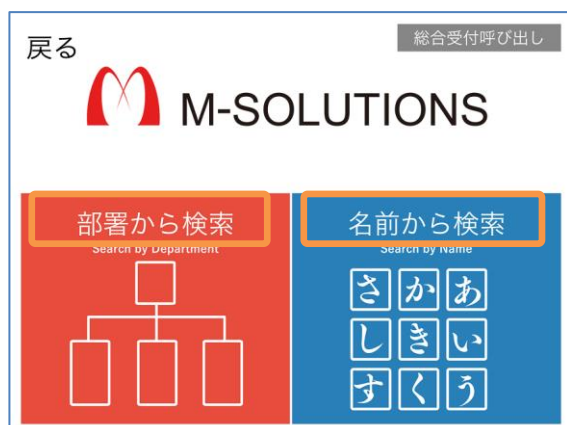 戻る
総合受付呼び出し
M-SOLUTIONS
部署から検索
Search by Department
名前から検索
Search by Name
さ か あ
し き い
す く う